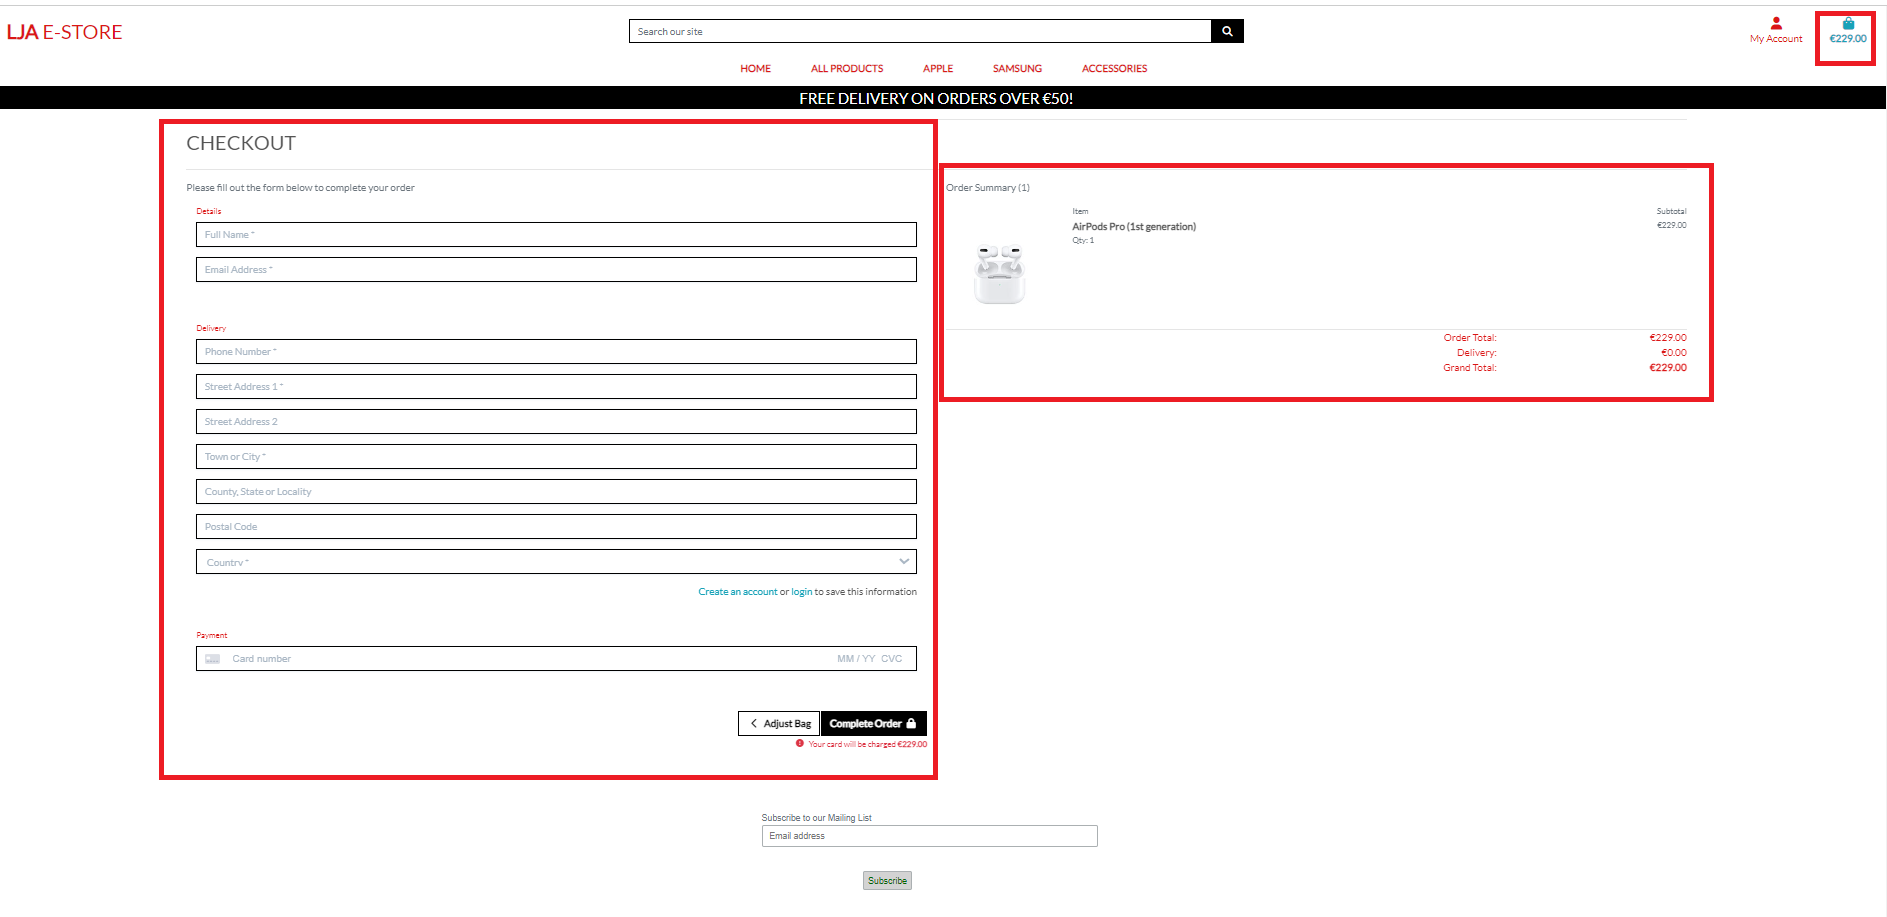 LJA E-STORE
Search our site
My Account
€229.00
HOME ALL PRODUCTS APPLE SAMSUNG ACCESSORIES
FREE DELIVERY ON ORDERS OVER €50!
CHECKOUT
Please fill out the form below to complete your order
Details
Full Name *
Email Address *
Delivery
Phone Number *
Street Address 1 *
Street Address 2
Town or City *
County, State or Locality
Postal Code
Country *
Create an account or login to save this information
Payment
Card number MM / YY CVC
Adjust Bag Complete Order
Your card will be charged €229.00
Order Summary (1)
Item Subtotal
AirPods Pro (1st generation) €229.00
Qty: 1
Order Total: €229.00
Delivery: €0.00
Grand Total: €229.00
Subscribe to our Mailing List
Email address
Subscribe